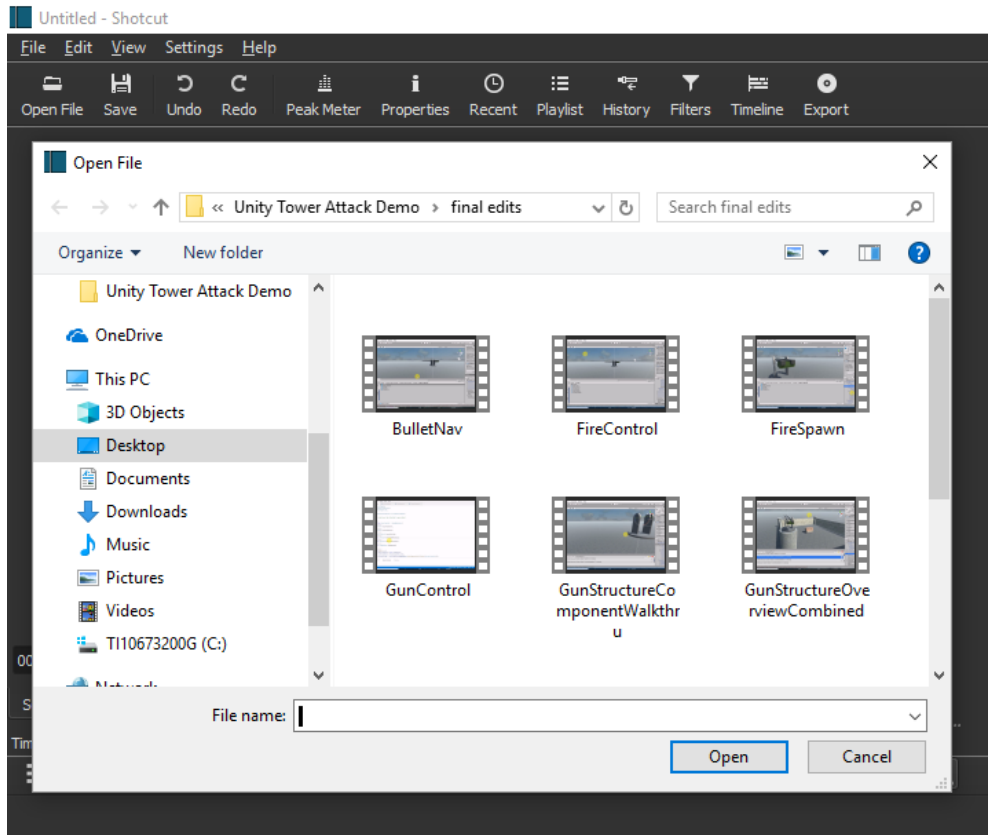 Untitled - Shotcut
File Edit View Settings Help
Open File Save Undo Redo Peak Meter Properties Recent Playlist History Filters Timeline Export
Open File
« Unity Tower Attack Demo › final edits
Search final edits
Organize New folder
Unity Tower Attack Demo
OneDrive
This PC
3D Objects
Desktop
Documents
Downloads
Music
Pictures
Videos
TI10673200G (C:)
Network
BulletNav FireControl FireSpawn
GunControl
GunStructureCo
mponentWalkthr
u
GunStructureOve
rviewCombined
00
S
Tim
File name:
Open Cancel